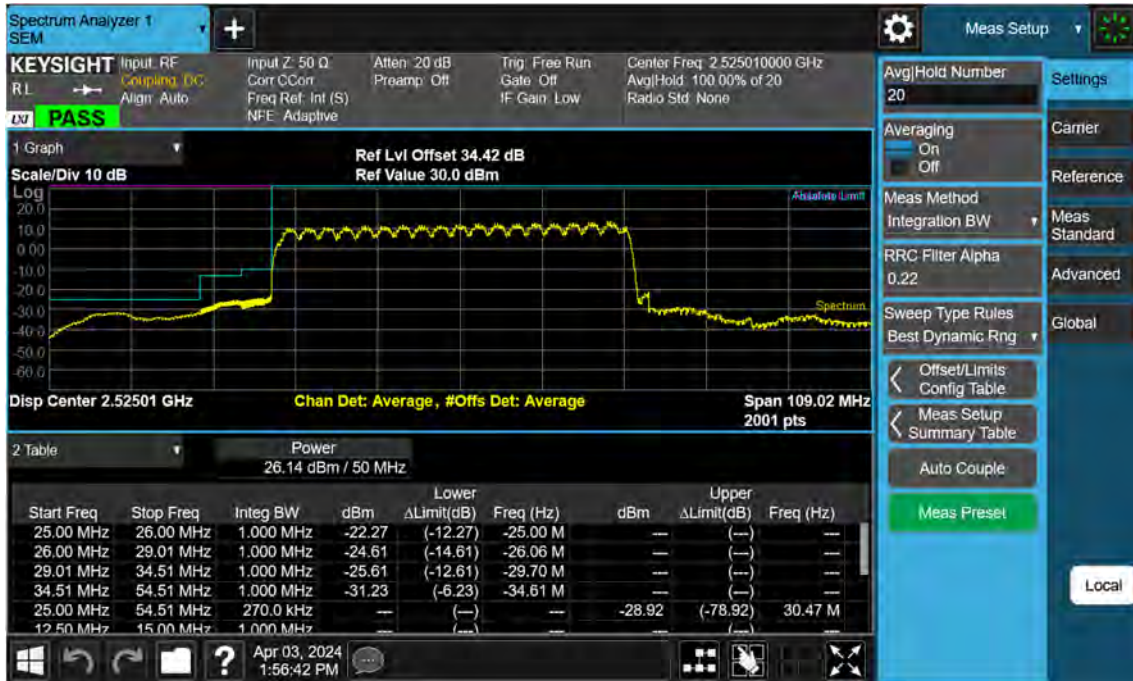 Spectrum Analyzer 1
SEM
+
Meas Setup
KEYSIGHT
RL
LXI PASS
Input: RF
Coupling: DC
Align: Auto
Input Z: 50 Ω
Corr CCorr
Freq Ref: Int (S)
NFE: Adaptive
Atten: 20 dB
Preamp: Off
Trig: Free Run
Gate: Off
IF Gain: Low
Center Freq: 2.525010000 GHz
Avg|Hold: 100.00% of 20
Radio Std: None
1 Graph
Scale/Div 10 dB
Ref Lvl Offset 34.42 dB
Ref Value 30.0 dBm
Log
20.0
10.0
0.00
-10.0
-20.0
-30.0
-40.0
-50.0
-60.0
Absolute Limit
Spectrum
Disp Center 2.52501 GHz
Chan Det: Average, #Offs Det: Average
Span 109.02 MHz
2001 pts
2 Table
Power
26.14 dBm / 50 MHz
Lower Upper
Start Freq Stop Freq Integ BW dBm ΔLimit(dB) Freq (Hz) dBm ΔLimit(dB) Freq (Hz)
25.00 MHz 26.00 MHz 1.000 MHz -22.27 (-12.27) -25.00 M --- (---) ---
26.00 MHz 29.01 MHz 1.000 MHz -24.61 (-14.61) -26.06 M --- (---) ---
29.01 MHz 34.51 MHz 1.000 MHz -25.61 (-12.61) -29.70 M --- (---) ---
34.51 MHz 54.51 MHz 1.000 MHz -31.23 (-6.23) -34.61 M --- (---) ---
25.00 MHz 54.51 MHz 270.0 kHz --- (---) --- -28.92 (-78.92) 30.47 M
12.50 MHz 15.00 MHz 1.000 MHz --- (---) --- --- (---) ---
?
Apr 03, 2024
1:56:42 PM
Avg|Hold Number
20
Averaging
On
Off
Meas Method
Integration BW
RRC Filter Alpha
0.22
Sweep Type Rules
Best Dynamic Rng
Offset/Limits
Config Table
Meas Setup
Summary Table
Auto Couple
Meas Preset
Settings
Carrier
Reference
Meas
Standard
Advanced
Global
Local